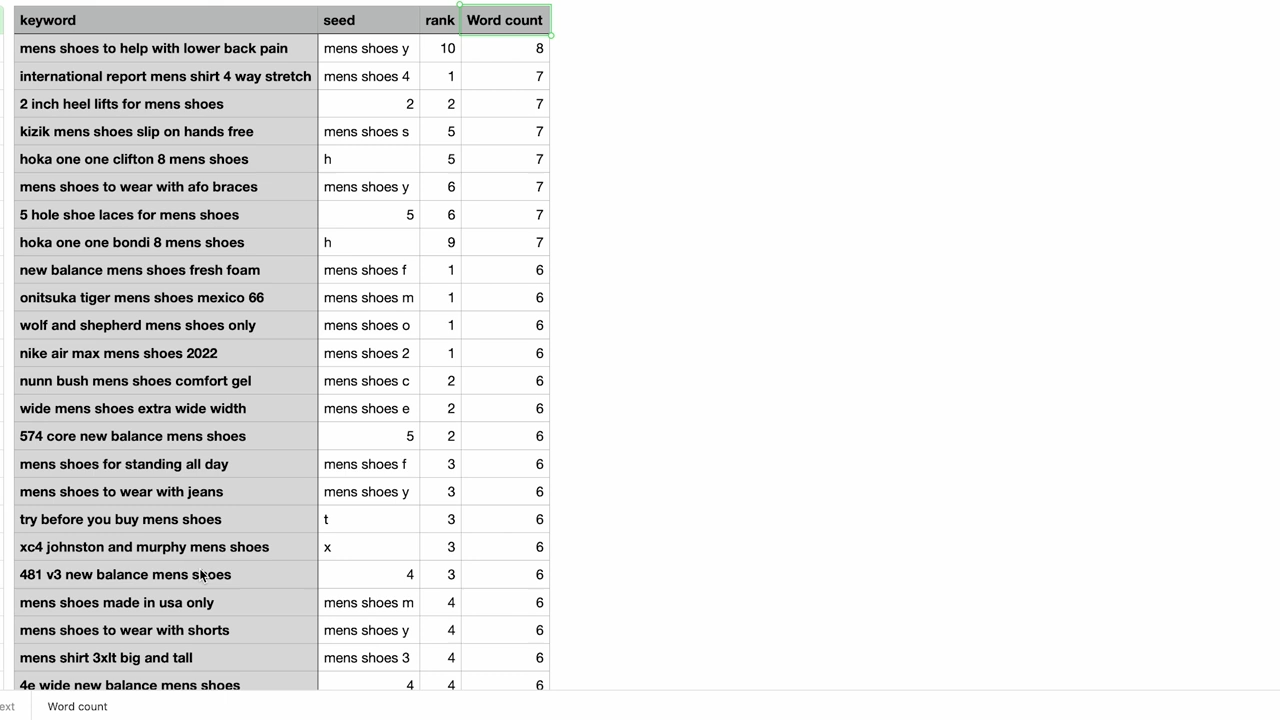 keyword seed rank Word count
mens shoes to help with lower back pain mens shoes y 10 8
international report mens shirt 4 way stretch mens shoes 4 1 7
2 inch heel lifts for mens shoes 2 2 7
kizik mens shoes slip on hands free mens shoes s 5 7
hoka one one clifton 8 mens shoes h 5 7
mens shoes to wear with afo braces mens shoes y 6 7
5 hole shoe laces for mens shoes 5 6 7
hoka one one bondi 8 mens shoes h 9 7
new balance mens shoes fresh foam mens shoes f 1 6
onitsuka tiger mens shoes mexico 66 mens shoes m 1 6
wolf and shepherd mens shoes only mens shoes o 1 6
nike air max mens shoes 2022 mens shoes 2 1 6
nunn bush mens shoes comfort gel mens shoes c 2 6
wide mens shoes extra wide width mens shoes e 2 6
574 core new balance mens shoes 5 2 6
mens shoes for standing all day mens shoes f 3 6
mens shoes to wear with jeans mens shoes y 3 6
try before you buy mens shoes t 3 6
xc4 johnston and murphy mens shoes x 3 6
481 v3 new balance mens shoes 4 3 6
mens shoes made in usa only mens shoes m 4 6
mens shoes to wear with shorts mens shoes y 4 6
mens shirt 3xlt big and tall mens shoes 3 4 6
4e wide new balance mens shoes 4 4 6
ext Word count